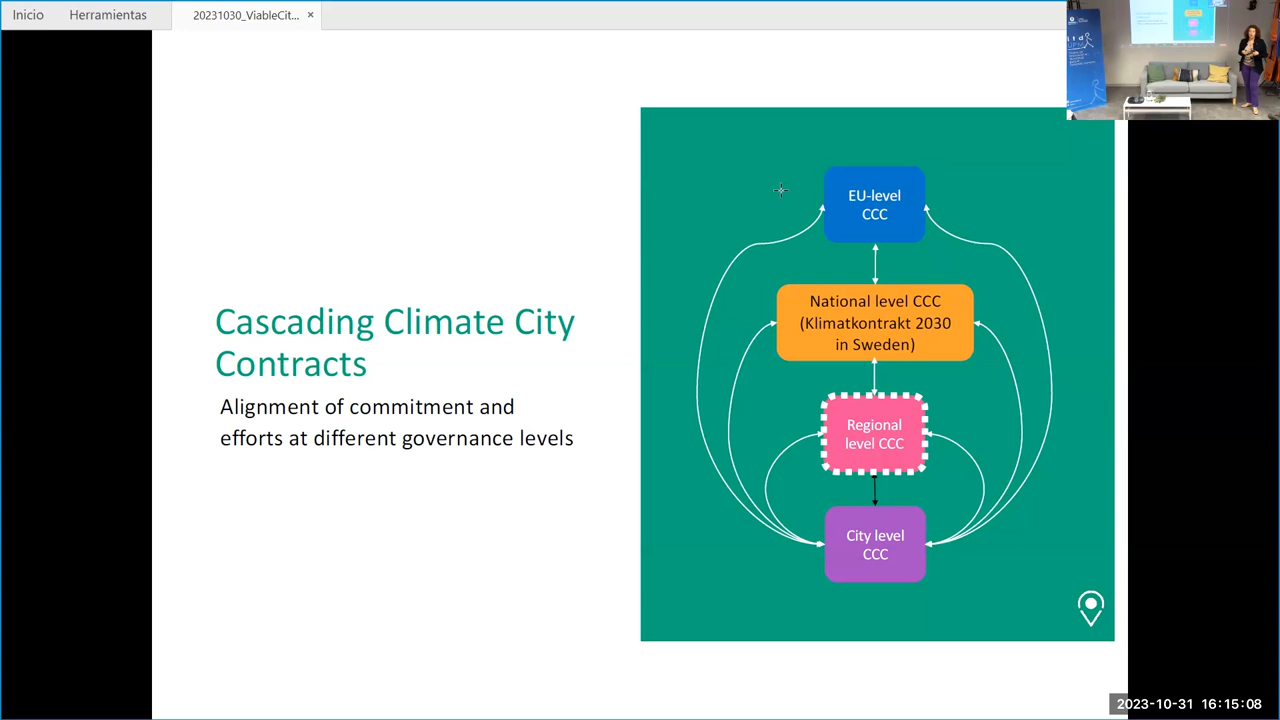 Inicio
Herramientas
20231030_ViableCit...
Cascading Climate City
Contracts
Alignment of commitment and
efforts at different governance levels
EU-level
CCC
National level CCC
(Klimatkontrakt 2030
in Sweden)
Regional
level CCC
City level
CCC
2023-10-31 16:15:08